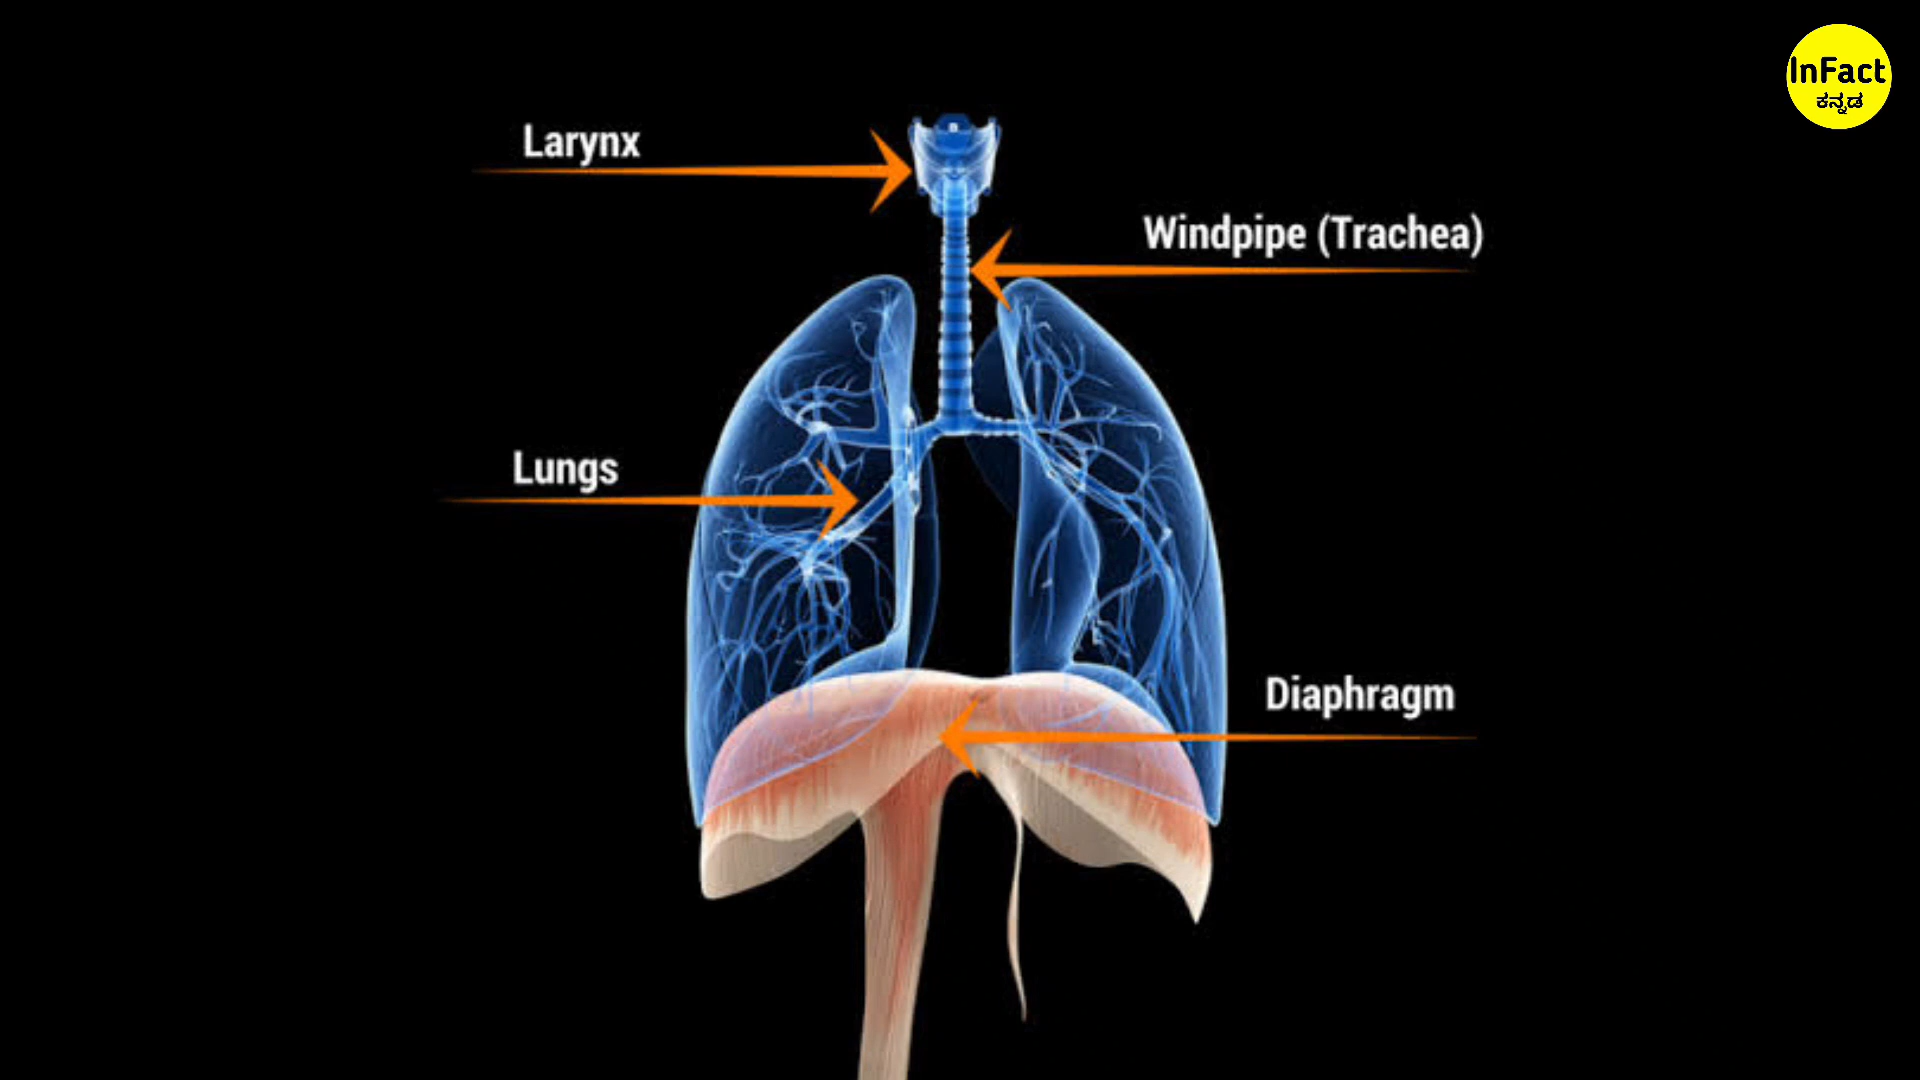 InFact
ಕನ್ನಡ
Larynx
Windpipe (Trachea)
Lungs
Diaphragm